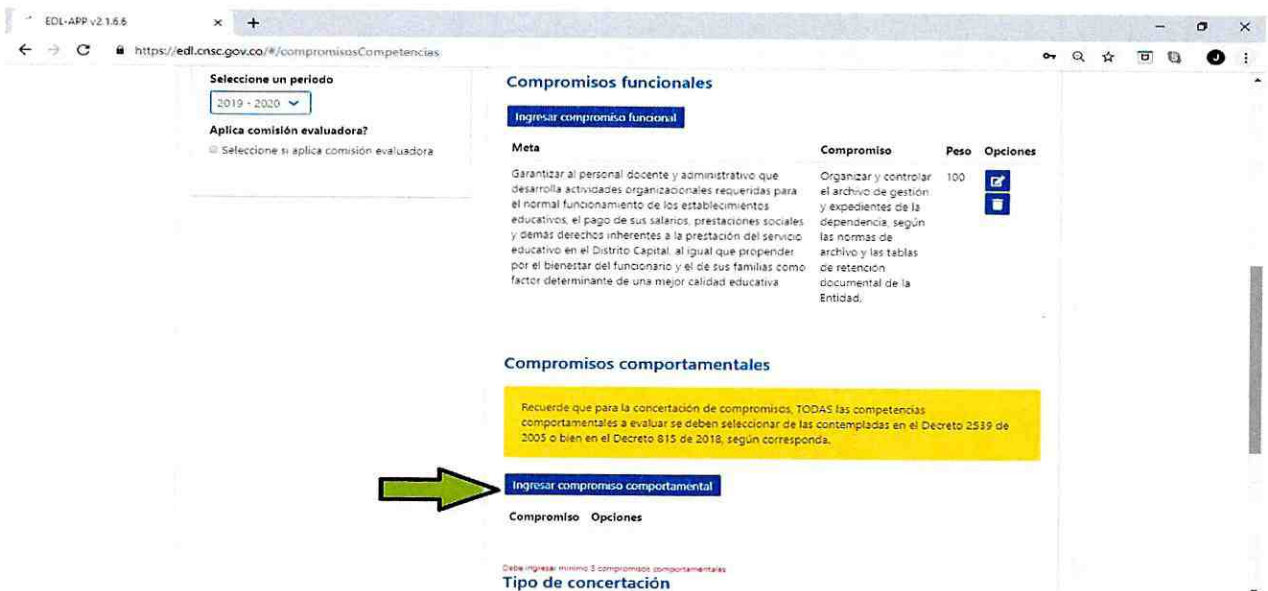 EDL-APP v2.1.6.6
https://edl.cnsc.gov.co/#/compromisosCompetencias
Seleccione un periodo
2019 - 2020
Aplica comisión evaluadora?
Seleccione si aplica comisión evaluadora
Compromisos funcionales
Ingresar compromiso funcional
Meta Compromiso Peso Opciones
Garantizar al personal docente y administrativo que
desarrolla actividades organizacionales requeridas para
el normal funcionamiento de los establecimientos
educativos, el pago de sus salarios, prestaciones sociales
y demás derechos inherentes a la prestación del servicio
educativo en el Distrito Capital, al igual que propender
por el bienestar del funcionario y el de sus familias como
factor determinante de una mejor calidad educativa
Organizar y controlar
el archivo de gestión
y expedientes de la
dependencia, según
las normas de
archivo y las tablas
de retención
documental de la
Entidad.
100
Compromisos comportamentales
Recuerde que para la concertación de compromisos, TODAS las competencias
comportamentales a evaluar se deben seleccionar de las contempladas en el Decreto 2539 de
2005 o bien en el Decreto 815 de 2018, según corresponda.
Ingresar compromiso comportamental
Compromiso Opciones
Debe ingresar minimo 3 compromisos comportamentales
Tipo de concertación
J